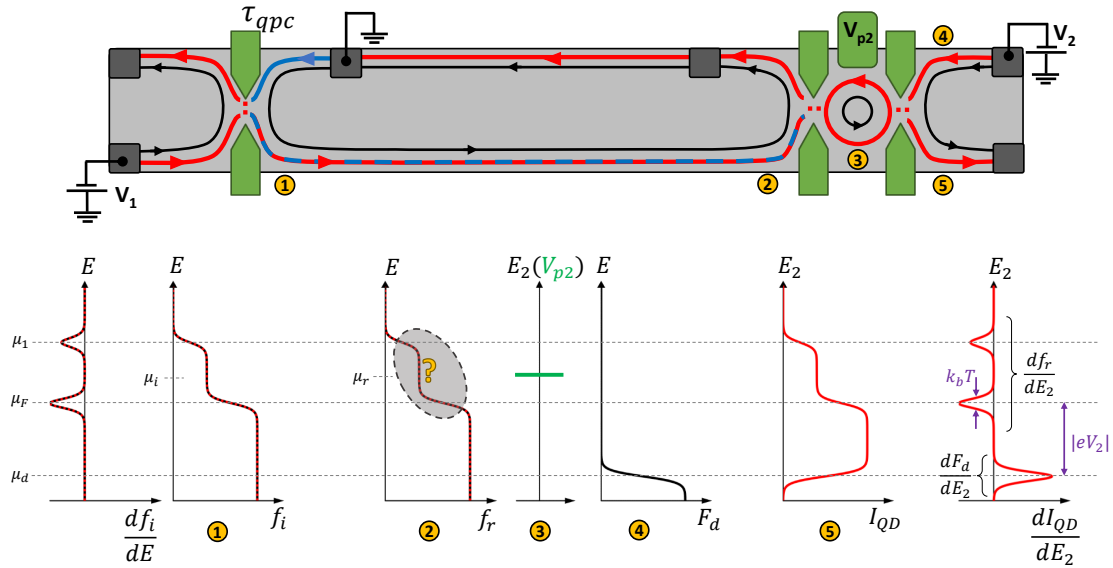 τ_qpc
V_p2
④
V_2
③
①
②
⑤
V_1
E
E
E
E_2(V_p2)
E
E_2
E_2
μ_1
μ_i
μ_r
?
k_bT
df_r
dE_2
μ_F
|eV_2|
μ_d
dF_d
dE_2
df_i
dE
①
f_i
②
f_r
③
④
F_d
⑤
I_QD
dI_QD
dE_2